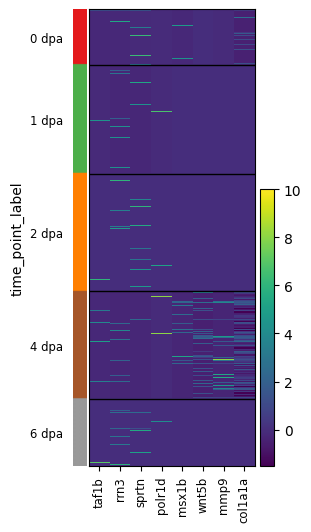 0 dpa
1 dpa
2 dpa
4 dpa
6 dpa
time_point_label
taf1b
rrn3
sprtn
polr1d
msx1b
wnt5b
mmp9
col1a1a
10
8
6
4
2
0